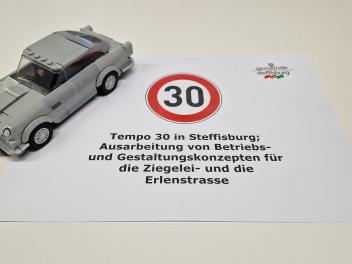 gemeinde
steffisburg
30
Tempo 30 in Steffisburg;
Ausarbeitung von Betriebs-
und Gestaltungskonzepten für
die Ziegelei- und die
Erlenstrasse